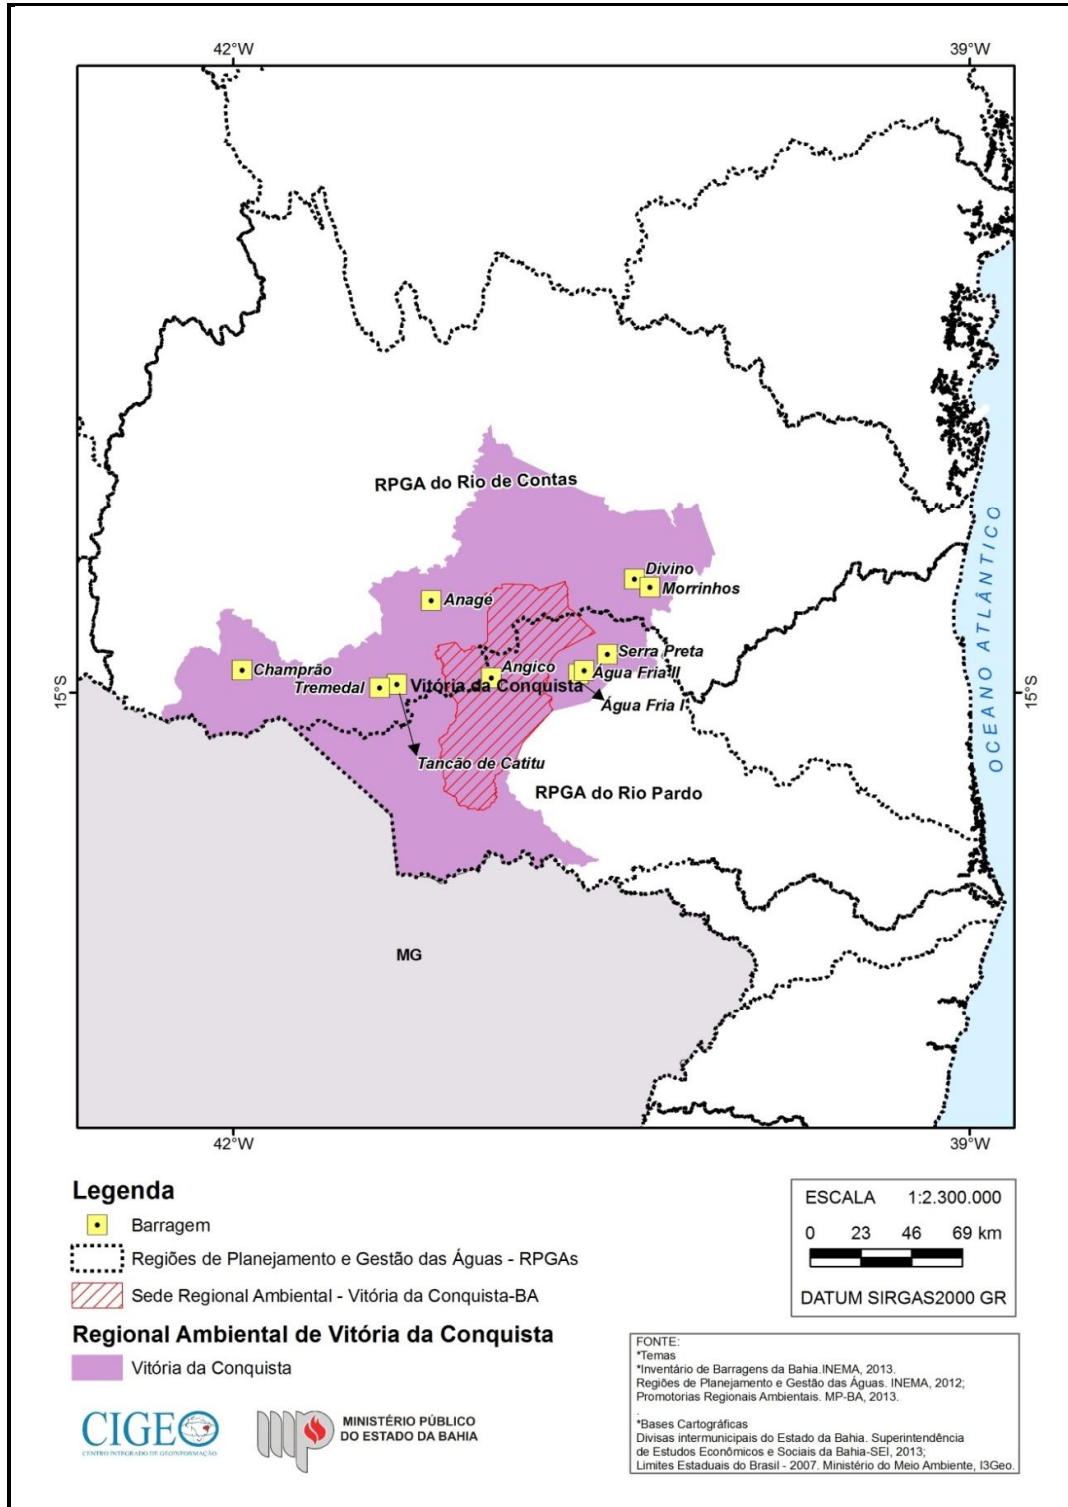 42°W
39°W
RPGA do Rio de Contas
Divino
Morrinhos
Anagé
Serra Preta
Champrão
Angico
Água Fria II
Tremedal
Vitória da Conquista
Água Fria I
15°S
15°S
Tancão de Catitu
RPGA do Rio Pardo
OCEANO ATLÂNTICO
MG
42°W
39°W
Legenda
Barragem
Regiões de Planejamento e Gestão das Águas - RPGAs
Sede Regional Ambiental - Vitória da Conquista-BA
Regional Ambiental de Vitória da Conquista
Vitória da Conquista
ESCALA 1:2.300.000
0 23 46 69 km
DATUM SIRGAS2000 GR
FONTE:
*Temas
*Inventário de Barragens da Bahia.INEMA, 2013.
Regiões de Planejamento e Gestão das Águas. INEMA, 2012;
Promotorias Regionais Ambientais. MP-BA, 2013.
.
*Bases Cartográficas
Divisas intermunicipais do Estado da Bahia. Superintendência
de Estudos Econômicos e Sociais da Bahia-SEI, 2013;
Limites Estaduais do Brasil - 2007. Ministério do Meio Ambiente, I3Geo.
CIGEO
CENTRO INTEGRADO DE GEOINFORMAÇÃO
mp
MINISTÉRIO PÚBLICO
DO ESTADO DA BAHIA